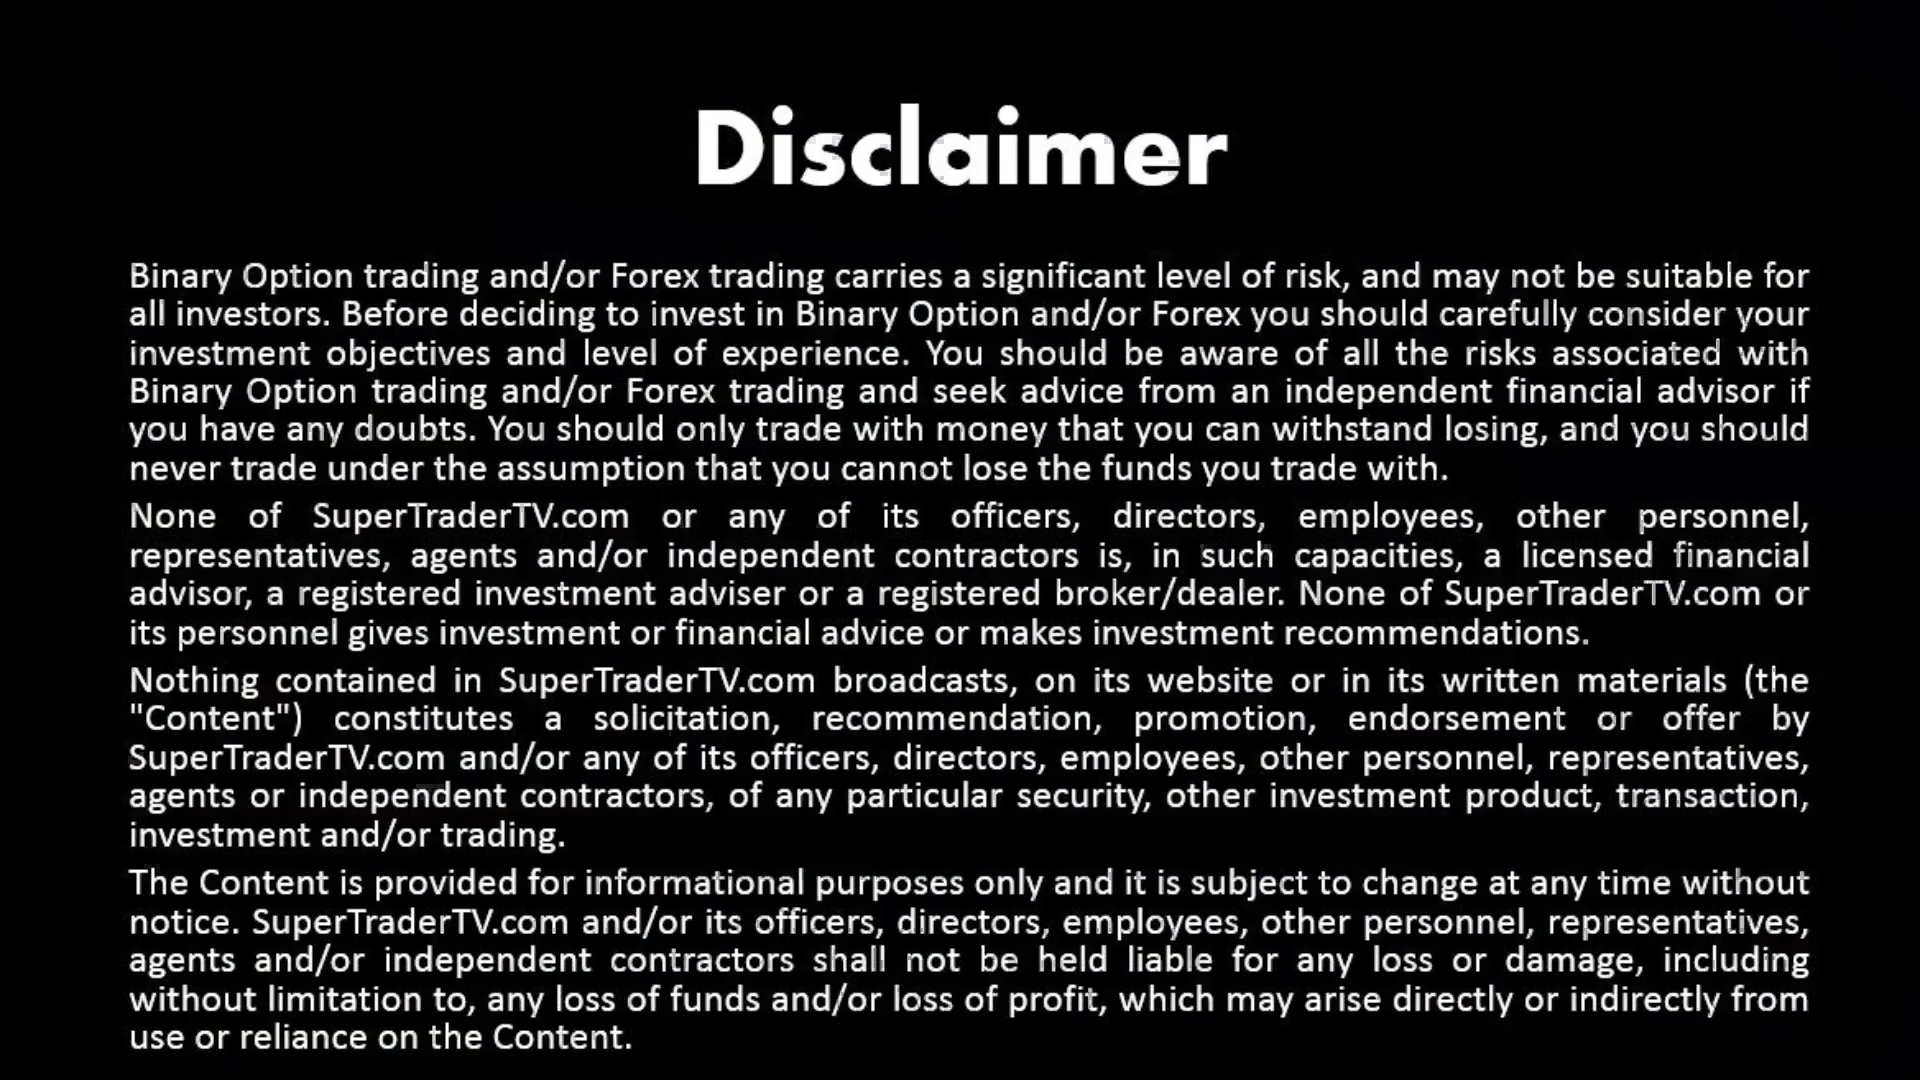 Disclaimer
Binary Option trading and/or Forex trading carries a significant level of risk, and may not be suitable for
all investors. Before deciding to invest in Binary Option and/or Forex you should carefully consider your
investment objectives and level of experience. You should be aware of all the risks associated with
Binary Option trading and/or Forex trading and seek advice from an independent financial advisor if
you have any doubts. You should only trade with money that you can withstand losing, and you should
never trade under the assumption that you cannot lose the funds you trade with.
None of SuperTraderTV.com or any of its officers, directors, employees, other personnel,
representatives, agents and/or independent contractors is, in such capacities, a licensed financial
advisor, a registered investment adviser or a registered broker/dealer. None of SuperTraderTV.com or
its personnel gives investment or financial advice or makes investment recommendations.
Nothing contained in SuperTraderTV.com broadcasts, on its website or in its written materials (the
"Content") constitutes a solicitation, recommendation, promotion, endorsement or offer by
SuperTraderTV.com and/or any of its officers, directors, employees, other personnel, representatives,
agents or independent contractors, of any particular security, other investment product, transaction,
investment and/or trading.
The Content is provided for informational purposes only and it is subject to change at any time without
notice. SuperTraderTV.com and/or its officers, directors, employees, other personnel, representatives,
agents and/or independent contractors shall not be held liable for any loss or damage, including
without limitation to, any loss of funds and/or loss of profit, which may arise directly or indirectly from
use or reliance on the Content.